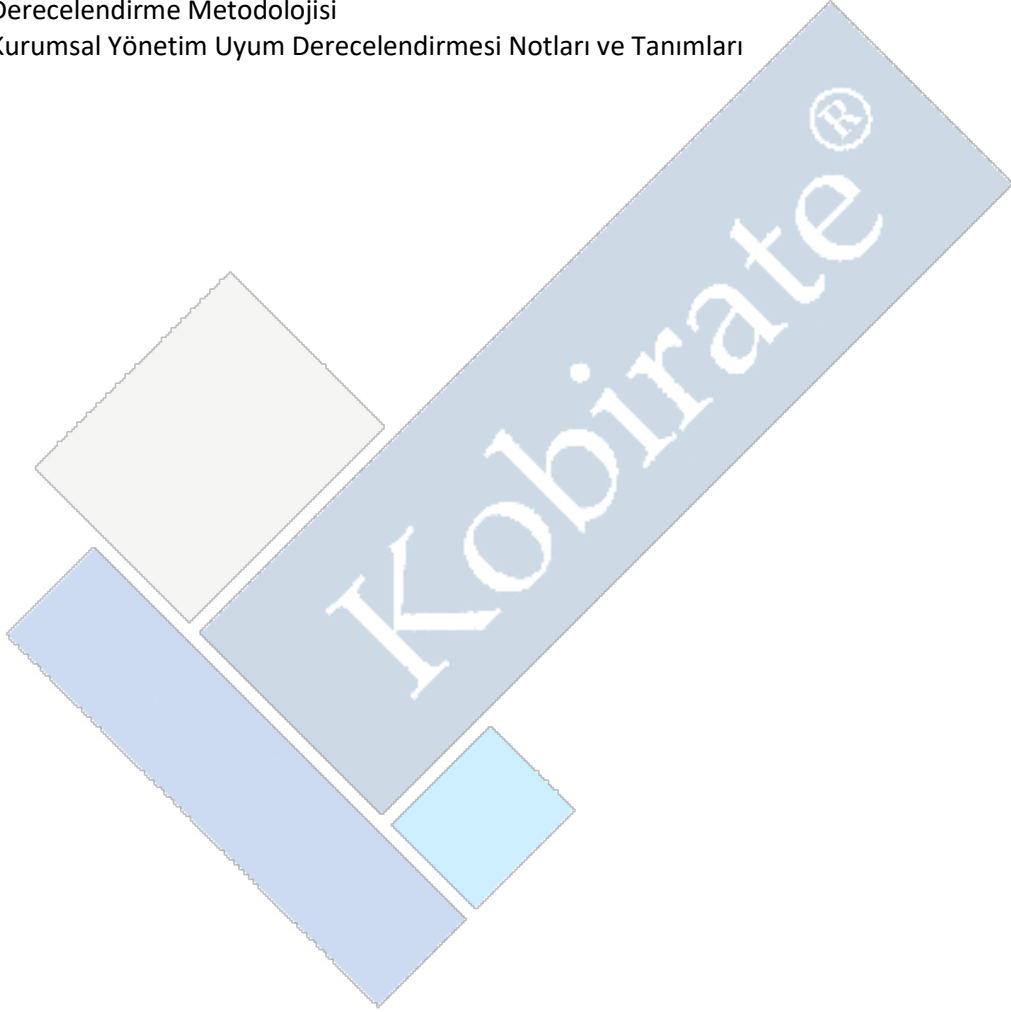 Derecelendirme Metodolojisi
Kurumsal Yönetim Uyum Derecelendirmesi Notları ve Tanımları
Kobirate®